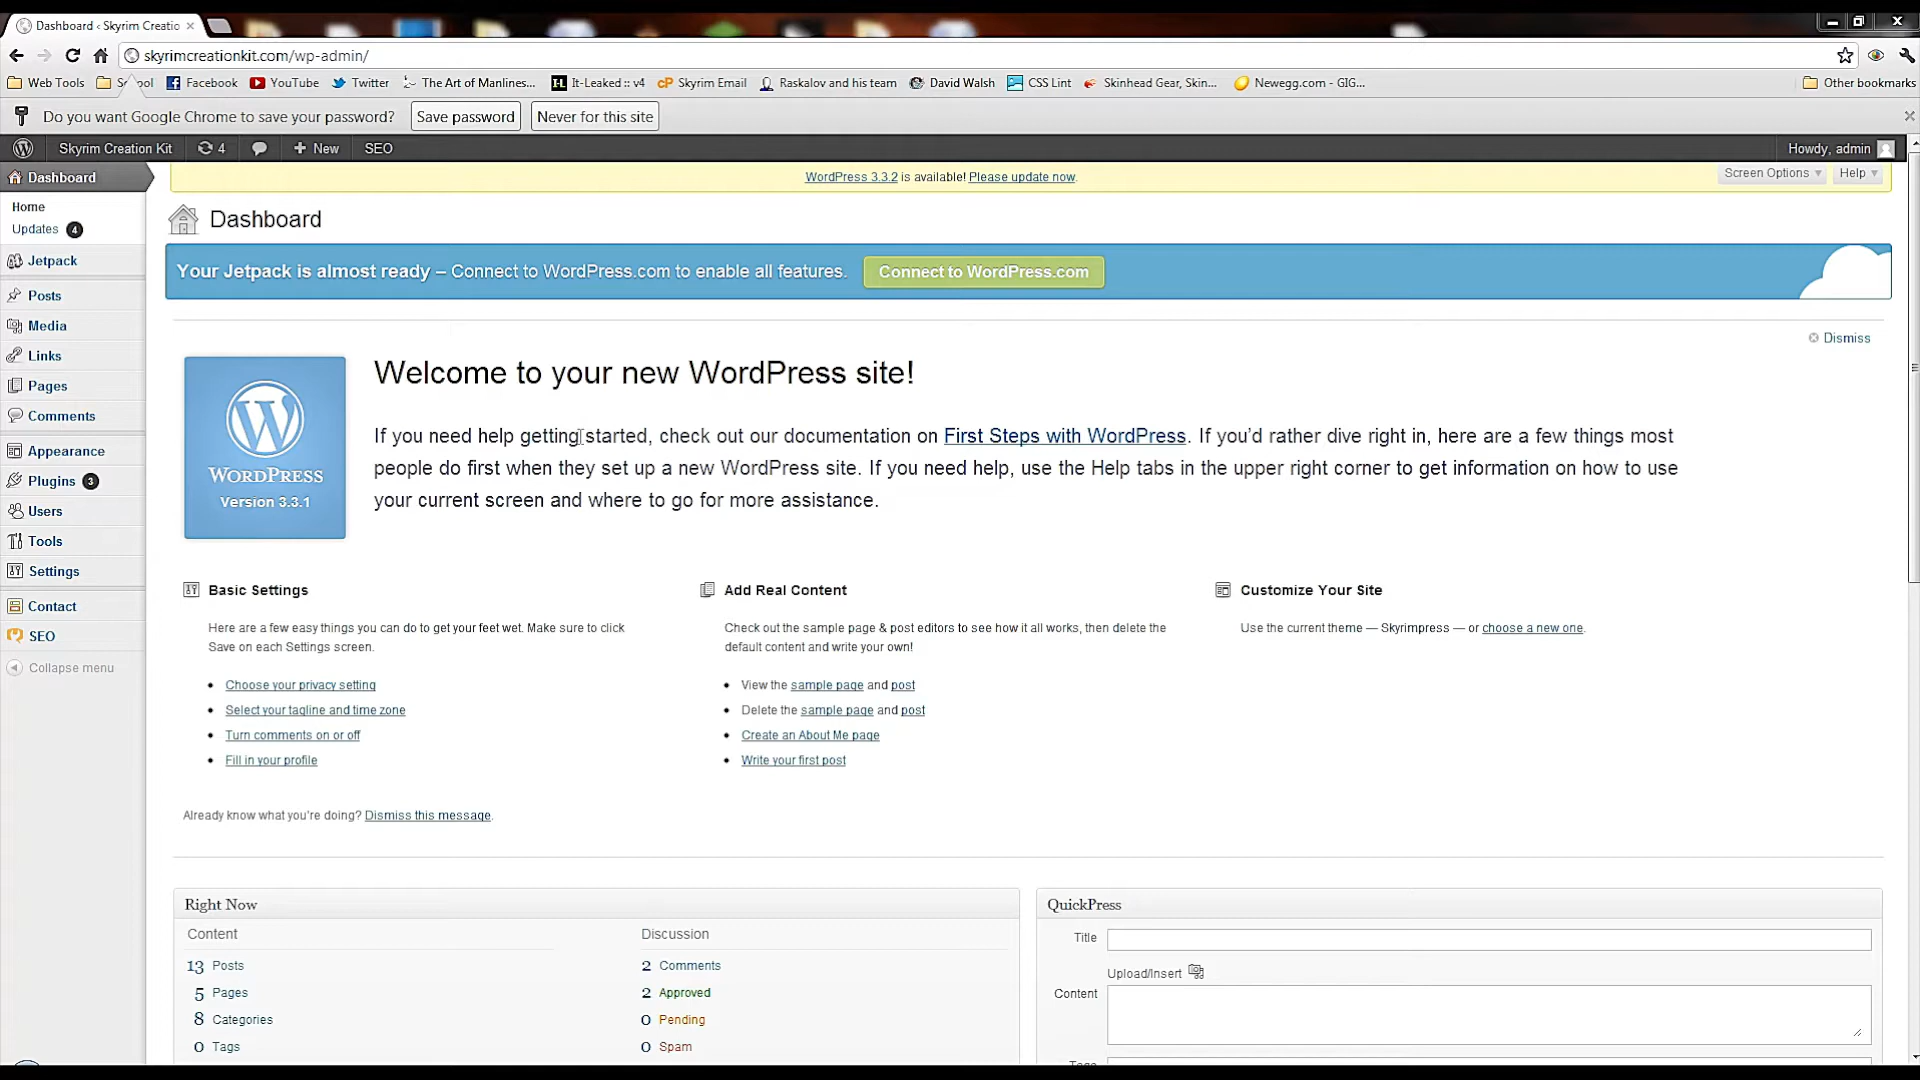 Dashboard ‹ Skyrim Creatio
skyrimcreationkit.com/wp-admin/
Web Tools
School
Facebook
YouTube
Twitter
The Art of Manlines...
It-Leaked :: v4
Skyrim Email
Raskalov and his team
David Walsh
CSS Lint
Skinhead Gear, Skin...
Newegg.com - GIG...
Other bookmarks
Do you want Google Chrome to save your password?
Save password
Never for this site
Skyrim Creation Kit
4
+ New
SEO
Howdy, admin
Dashboard
Home
Updates 4
Jetpack
Posts
Media
Links
Pages
Comments
Appearance
Plugins 3
Users
Tools
Settings
Contact
SEO
Collapse menu
WordPress 3.3.2 is available! Please update now.
Screen Options
Help
Dashboard
Your Jetpack is almost ready – Connect to WordPress.com to enable all features.
Connect to WordPress.com
Dismiss
WORDPRESS
Version 3.3.1
Welcome to your new WordPress site!
If you need help getting started, check out our documentation on First Steps with WordPress. If you'd rather dive right in, here are a few things most
people do first when they set up a new WordPress site. If you need help, use the Help tabs in the upper right corner to get information on how to use
your current screen and where to go for more assistance.
Basic Settings
Here are a few easy things you can do to get your feet wet. Make sure to click
Save on each Settings screen.
• Choose your privacy setting
• Select your tagline and time zone
• Turn comments on or off
• Fill in your profile
Add Real Content
Check out the sample page & post editors to see how it all works, then delete the
default content and write your own!
• View the sample page and post
• Delete the sample page and post
• Create an About Me page
• Write your first post
Customize Your Site
Use the current theme — Skyrimpress — or choose a new one.
Already know what you're doing? Dismiss this message.
Right Now
Content
13 Posts
5 Pages
8 Categories
0 Tags
Discussion
2 Comments
2 Approved
0 Pending
0 Spam
QuickPress
Title
Upload/Insert
Content